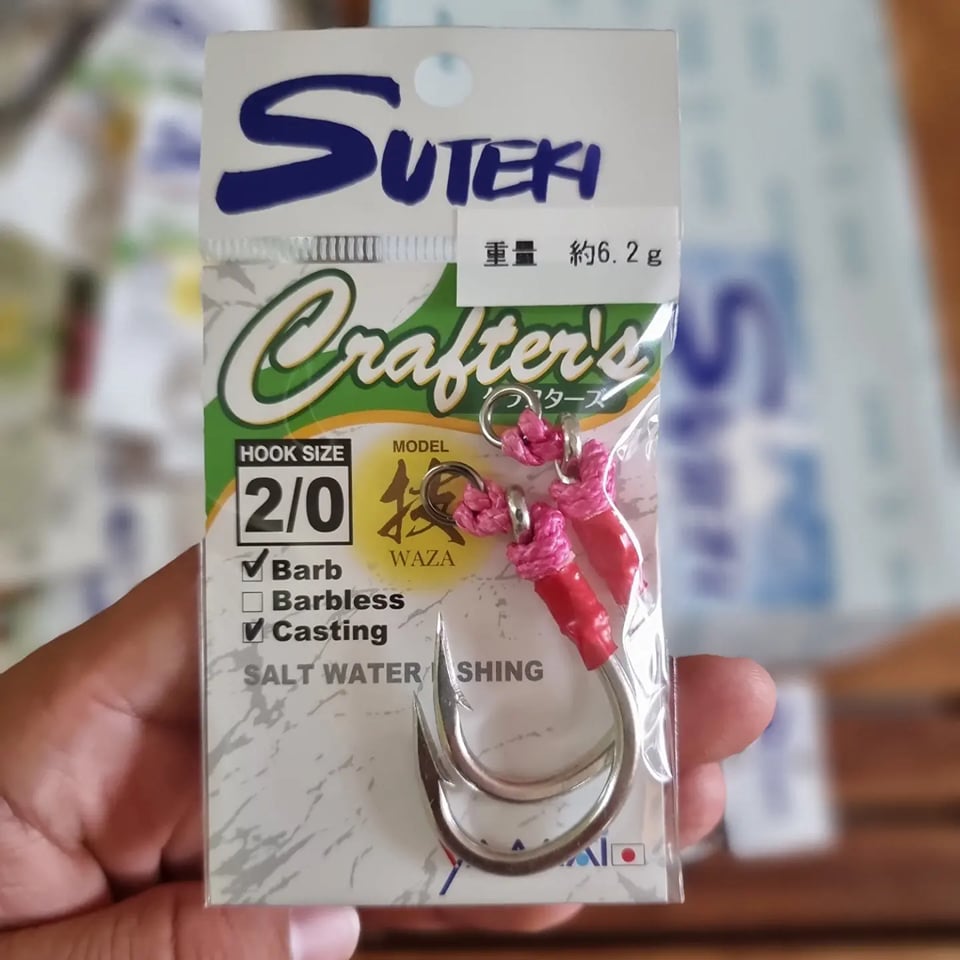 SUTEKI
重量 約6.2g
Crafter's
クラフターズ
HOOK SIZE
2/0
MODEL
技
WAZA
Barb
Barbless
Casting
SALT WATER F SHING